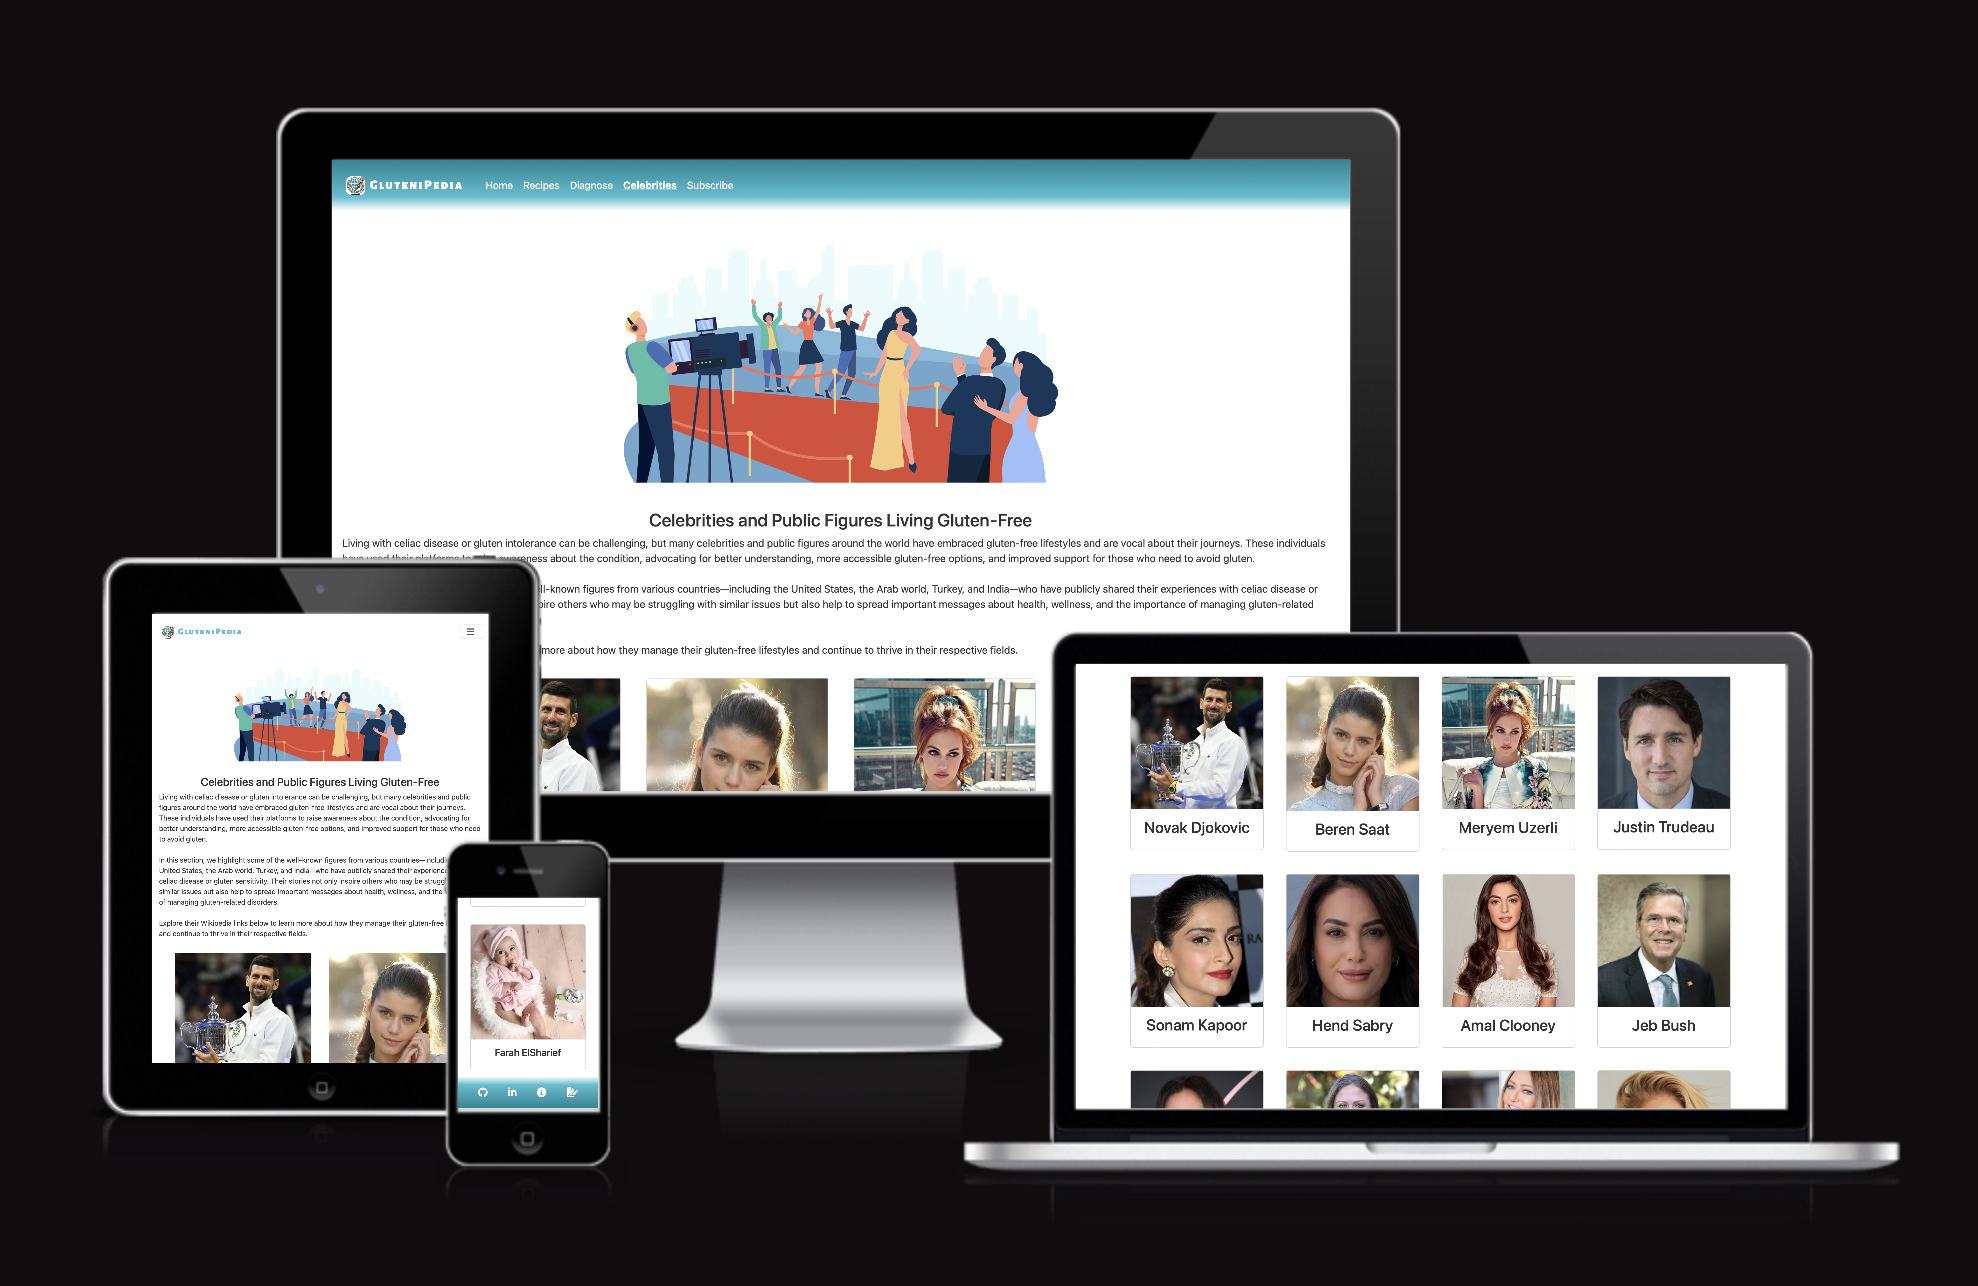 GLUTENIPEDIA Home Recipes Diagnose Celebrities Subscribe
Celebrities and Public Figures Living Gluten-Free
Living with celiac disease or gluten intolerance can be challenging, but many celebrities and public figures around the world have embraced gluten-free lifestyles and are vocal about their journeys. These individuals
have used their platforms to raise awareness about the condition, advocating for better understanding, more accessible gluten-free options, and improved support for those who need to avoid gluten.
ll-known figures from various countries—including the United States, the Arab world, Turkey, and India—who have publicly shared their experiences with celiac disease or
pire others who may be struggling with similar issues but also help to spread important messages about health, wellness, and the importance of managing gluten-related
more about how they manage their gluten-free lifestyles and continue to thrive in their respective fields.
GLUTENIPEDIA
Celebrities and Public Figures Living Gluten-Free
Living with celiac disease or gluten intolerance can be challenging, but many celebrities and public
figures around the world have embraced gluten-free lifestyles and are vocal about their journeys.
These individuals have used their platforms to raise awareness about the condition, advocating for
better understanding, more accessible gluten-free options, and improved support for those who need
to avoid gluten.
In this section, we highlight some of the well-known figures from various countries—includi
United States, the Arab world, Turkey, and India—who have publicly shared their experienc
celiac disease or gluten sensitivity. Their stories not only inspire others who may be strugg
similar issues but also help to spread important messages about health, wellness, and the
of managing gluten-related disorders.
Explore their Wikipedia links below to learn more about how they manage their gluten-free
and continue to thrive in their respective fields.
Farah ElSharief
in
Novak Djokovic
Beren Saat
Meryem Uzerli
Justin Trudeau
RA
Sonam Kapoor
Hend Sabry
Amal Clooney
Jeb Bush